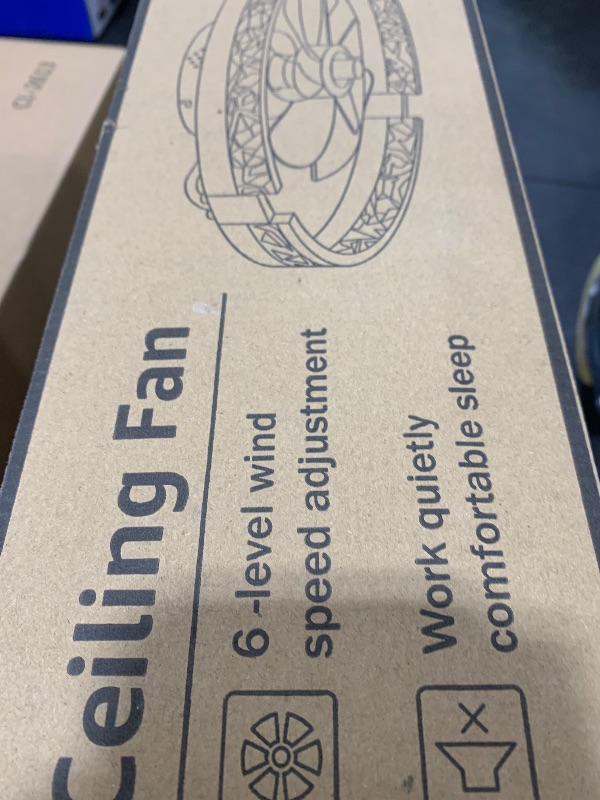 Ceiling Fan
6-level wind
speed adjustment
Work quietly
comfortable sleep